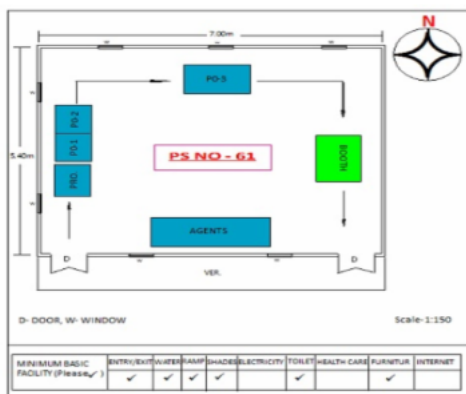 N
7.00m
PO-3
PO-2
PO-1
PRO.
5.40m
PS NO - 61
BOOTH
AGENTS
D
D
VER.
D- DOOR, W- WINDOW
Scale-1:150
MINIMUM BASIC FACILITY (Please✓)
ENTRY/EXIT WATER RAMP SHADES ELECTRICITY TOILET HEALTH CARE FURNITUR INTERNET
✓ ✓ ✓ ✓ ✓ ✓